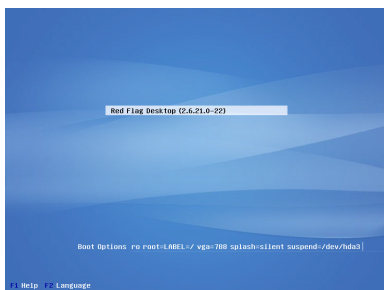 Red Flag Desktop (2.6.21.0-22)
Boot Options ro root=LABEL=/ vga=788 splash=silent suspend=/dev/hda3
F1 Help F2 Language